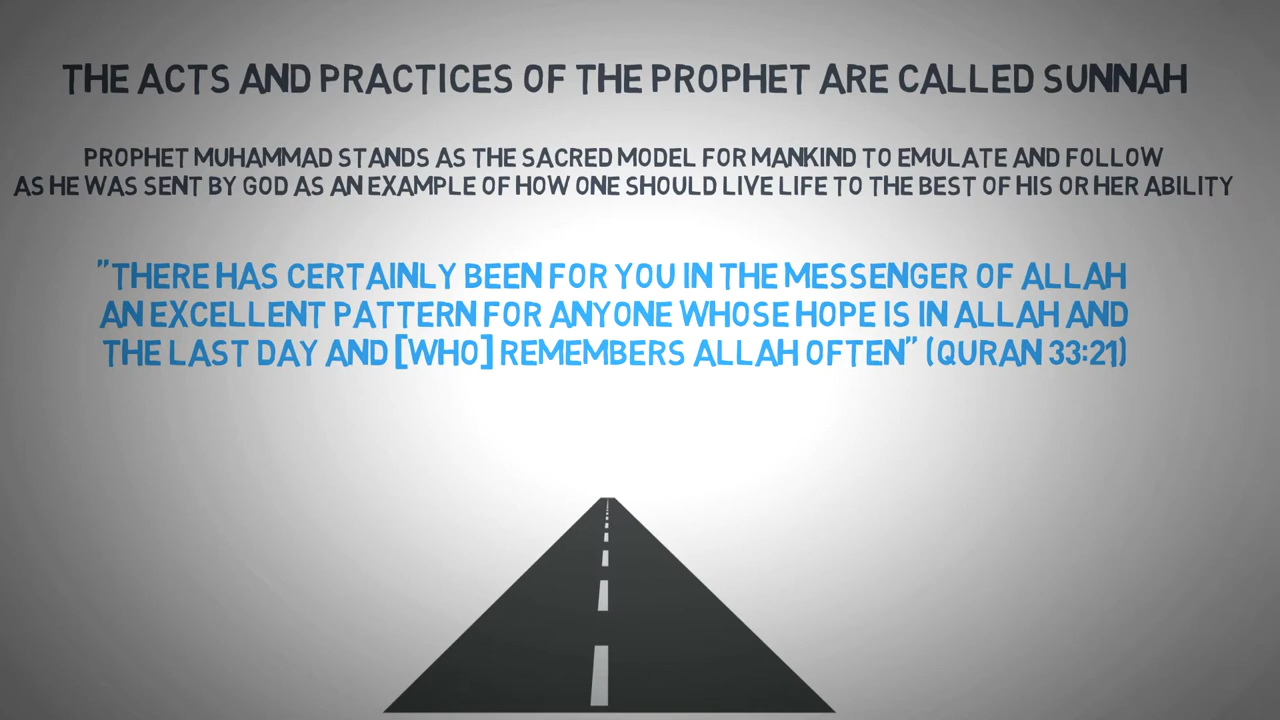 THE ACTS AND PRACTICES OF THE PROPHET ARE CALLED SUNNAH
PROPHET MUHAMMAD STANDS AS THE SACRED MODEL FOR MANKIND TO EMULATE AND FOLLOW
AS HE WAS SENT BY GOD AS AN EXAMPLE OF HOW ONE SHOULD LIVE LIFE TO THE BEST OF HIS OR HER ABILITY
"THERE HAS CERTAINLY BEEN FOR YOU IN THE MESSENGER OF ALLAH
AN EXCELLENT PATTERN FOR ANYONE WHOSE HOPE IS IN ALLAH AND
THE LAST DAY AND [WHO] REMEMBERS ALLAH OFTEN" (QURAN 33:21)